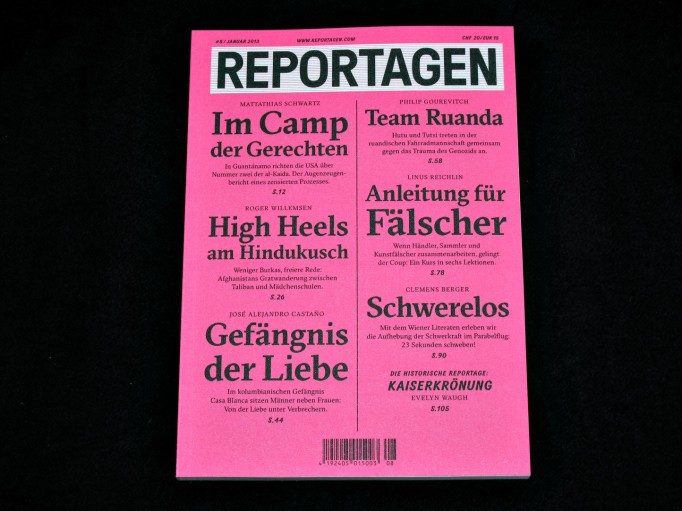 #8 / JANUAR 2013 WWW.REPORTAGEN.COM CHF 20 / EUR 15
REPORTAGEN
MATTATHIAS SCHWARTZ
Im Camp
der Gerechten
In Guantánamo richten die USA über
Nummer zwei der al-Kaida. Der Augenzeugen-
bericht eines zensierten Prozesses.
S.12
ROGER WILLEMSEN
High Heels
am Hindukusch
Weniger Burkas, freiere Rede:
Afghanistans Gratwanderung zwischen
Taliban und Mädchenschulen.
S.26
JOSÉ ALEJANDRO CASTAÑO
Gefängnis
der Liebe
Im kolumbianischen Gefängnis
Casa Blanca sitzen Männer neben Frauen:
Von der Liebe unter Verbrechern.
S.44
PHILIP GOUREVITCH
Team Ruanda
Hutu und Tutsi treten in der
ruandischen Fahrradmannschaft gemeinsam
gegen das Trauma des Genozids an.
S.58
LINUS REICHLIN
Anleitung für
Fälscher
Wenn Händler, Sammler und
Kunstfälscher zusammenarbeiten, gelingt
der Coup: Ein Kurs in sechs Lektionen.
S.78
CLEMENS BERGER
Schwerelos
Mit dem Wiener Literaten erleben wir
die Aufhebung der Schwerkraft im Parabelflug:
23 Sekunden schweben!
S.90
DIE HISTORISCHE REPORTAGE:
KAISERKRÖNUNG
EVELYN WAUGH
S.105
4 192405 015003 08